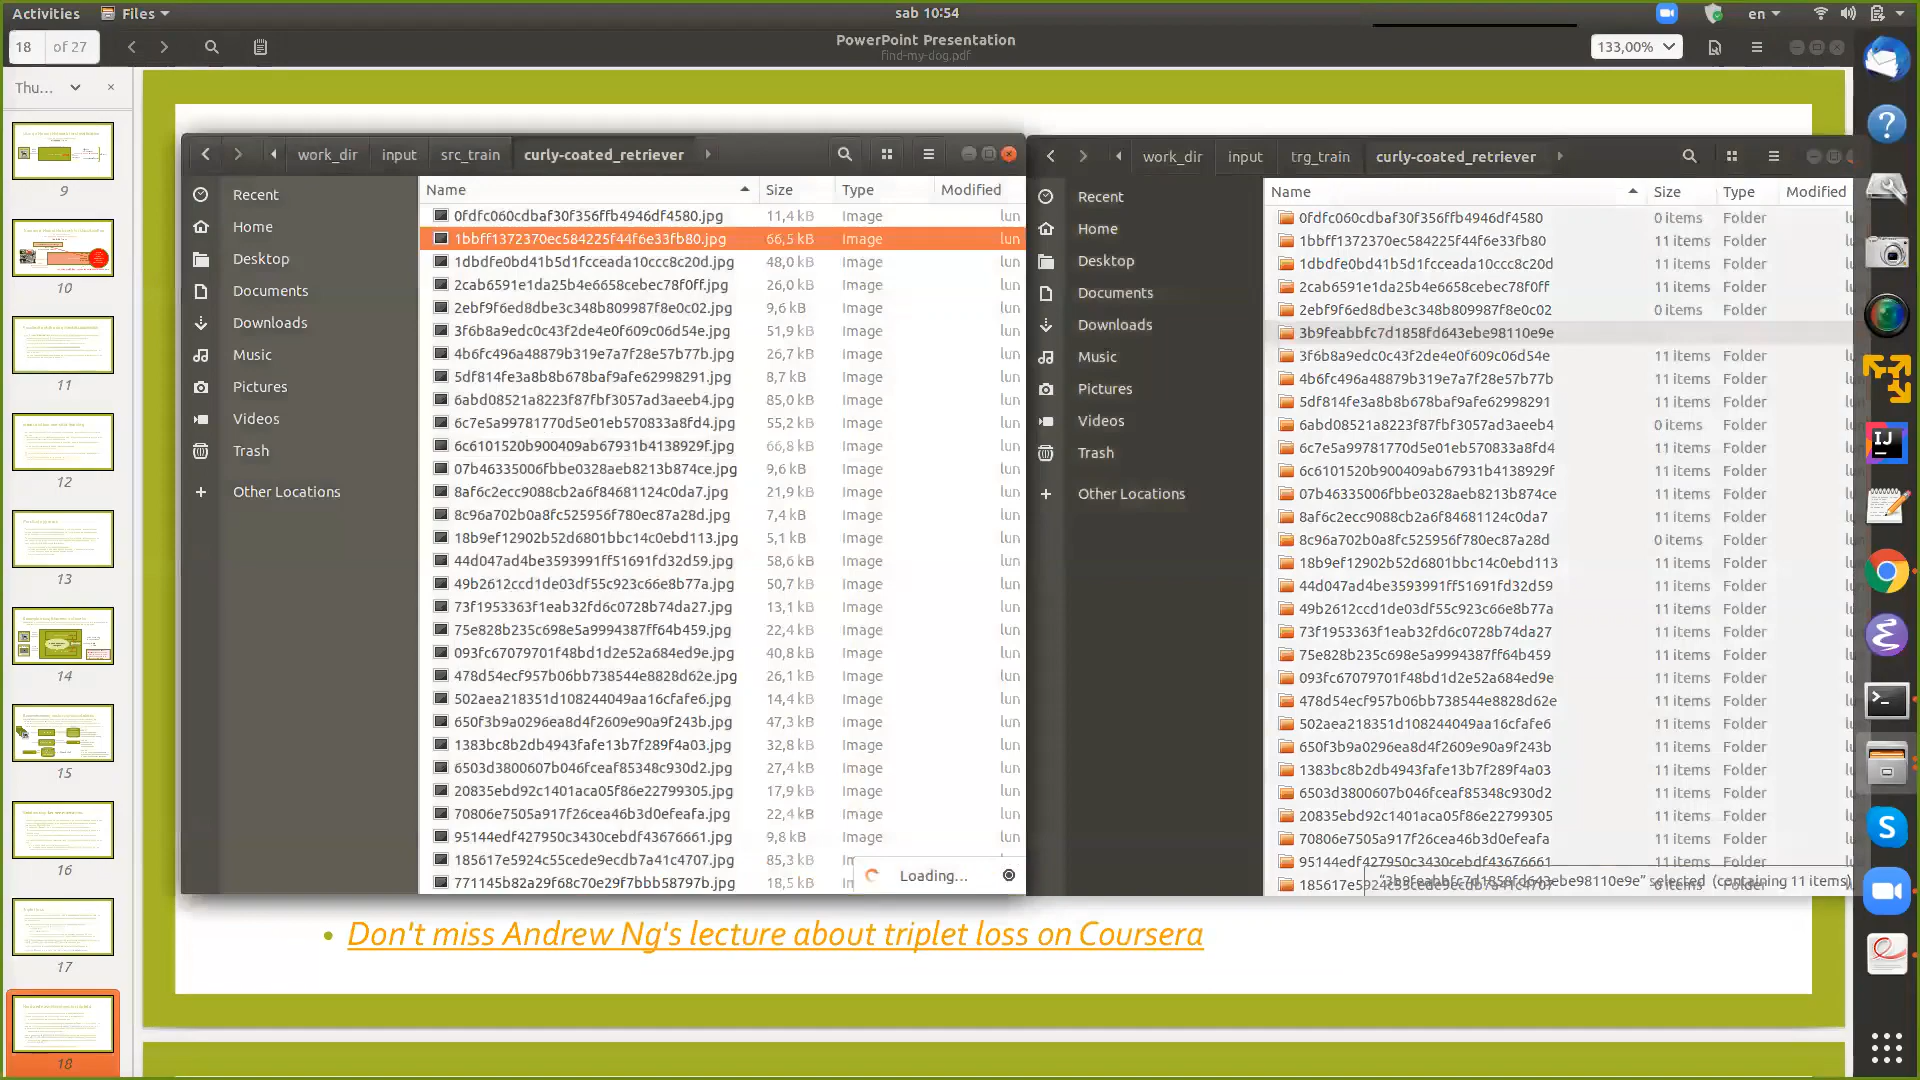 Activities Files sab 10:54 en
18 of 27 PowerPoint Presentation 133,00%
find-my-dog.pdf
Thu...
9
10
11
12
13
14
15
16
17
18
work_dir input src_train curly-coated_retriever
Recent
Home
Desktop
Documents
Downloads
Music
Pictures
Videos
Trash
Other Locations
Name Size Type Modified
0fdfc060cdbaf30f356ffb4946df4580.jpg 11,4 kB Image lun
1bbff1372370ec584225f44f6e33fb80.jpg 66,5 kB Image lun
1dbdfe0bd41b5d1fcceada10ccc8c20d.jpg 48,0 kB Image lun
2cab6591e1da25b4e6658cebec78f0ff.jpg 26,0 kB Image lun
2ebf9f6ed8dbe3c348b809987f8e0c02.jpg 9,6 kB Image lun
3f6b8a9edc0c43f2de4e0f609c06d54e.jpg 51,9 kB Image lun
4b6fc496a48879b319e7a7f28e57b77b.jpg 26,7 kB Image lun
5df814fe3a8b8b678baf9afe62998291.jpg 8,7 kB Image lun
6abd08521a8223f87fbf3057ad3aeeb4.jpg 85,0 kB Image lun
6c7e5a99781770d5e01eb570833a8fd4.jpg 55,2 kB Image lun
6c6101520b900409ab67931b4138929f.jpg 66,8 kB Image lun
07b46335006fbbe0328aeb8213b874ce.jpg 9,6 kB Image lun
8af6c2ecc9088cb2a6f84681124c0da7.jpg 21,9 kB Image lun
8c96a702b0a8fc525956f780ec87a28d.jpg 7,4 kB Image lun
18b9ef12902b52d6801bbc14c0ebd113.jpg 5,1 kB Image lun
44d047ad4be3593991ff51691fd32d59.jpg 58,6 kB Image lun
49b2612ccd1de03df55c923c66e8b77a.jpg 50,7 kB Image lun
73f1953363f1eab32fd6c0728b74da27.jpg 13,1 kB Image lun
75e828b235c698e5a9994387ff64b459.jpg 22,4 kB Image lun
093fc67079701f48bd1d2e52a684ed9e.jpg 40,8 kB Image lun
478d54ecf957b06bb738544e8828d62e.jpg 26,1 kB Image lun
502aea218351d108244049aa16cfafe6.jpg 14,4 kB Image lun
650f3b9a0296ea8d4f2609e90a9f243b.jpg 47,3 kB Image lun
1383bc8b2db4943fafe13b7f289f4a03.jpg 32,8 kB Image lun
6503d3800607b046fceaf85348c930d2.jpg 27,4 kB Image lun
20835ebd92c1401aca05f86e22799305.jpg 17,9 kB Image lun
70806e7505a917f26cea46b3d0efeafa.jpg 22,4 kB Image lun
95144edf427950c3430cebdf43676661.jpg 9,8 kB Image lun
185617e5924c55cede9ecdb7a41c4707.jpg 85,3 kB
771145b82a29f68c70e29f7bbb58797b.jpg 18,5 kB
Loading...
work_dir input trg_train curly-coated_retriever
Recent
Home
Desktop
Documents
Downloads
Music
Pictures
Videos
Trash
Other Locations
Name Size Type Modified
0fdfc060cdbaf30f356ffb4946df4580 0 items Folder
1bbff1372370ec584225f44f6e33fb80 11 items Folder
1dbdfe0bd41b5d1fcceada10ccc8c20d 11 items Folder
2cab6591e1da25b4e6658cebec78f0ff 11 items Folder
2ebf9f6ed8dbe3c348b809987f8e0c02 0 items Folder
3b9feabbfc7d1858fd643ebe98110e9e
3f6b8a9edc0c43f2de4e0f609c06d54e 11 items Folder
4b6fc496a48879b319e7a7f28e57b77b 11 items Folder
5df814fe3a8b8b678baf9afe62998291 11 items Folder
6abd08521a8223f87fbf3057ad3aeeb4 0 items Folder
6c7e5a99781770d5e01eb570833a8fd4 11 items Folder
6c6101520b900409ab67931b4138929f 11 items Folder
07b46335006fbbe0328aeb8213b874ce 11 items Folder
8af6c2ecc9088cb2a6f84681124c0da7 11 items Folder
8c96a702b0a8fc525956f780ec87a28d 0 items Folder
18b9ef12902b52d6801bbc14c0ebd113 11 items Folder
44d047ad4be3593991ff51691fd32d59 11 items Folder
49b2612ccd1de03df55c923c66e8b77a 11 items Folder
73f1953363f1eab32fd6c0728b74da27 11 items Folder
75e828b235c698e5a9994387ff64b459 11 items Folder
093fc67079701f48bd1d2e52a684ed9e 11 items Folder
478d54ecf957b06bb738544e8828d62e 11 items Folder
502aea218351d108244049aa16cfafe6 11 items Folder
650f3b9a0296ea8d4f2609e90a9f243b 11 items Folder
1383bc8b2db4943fafe13b7f289f4a03 11 items Folder
6503d3800607b046fceaf85348c930d2 11 items Folder
20835ebd92c1401aca05f86e22799305 11 items Folder
70806e7505a917f26cea46b3d0efeafa 11 items Folder
95144edf427950c3430cebdf43676661 11 items Folder
"3b9feabbfc7d1858fd643ebe98110e9e" selected (containing 11 items)
• Don't miss Andrew Ng's lecture about triplet loss on Coursera